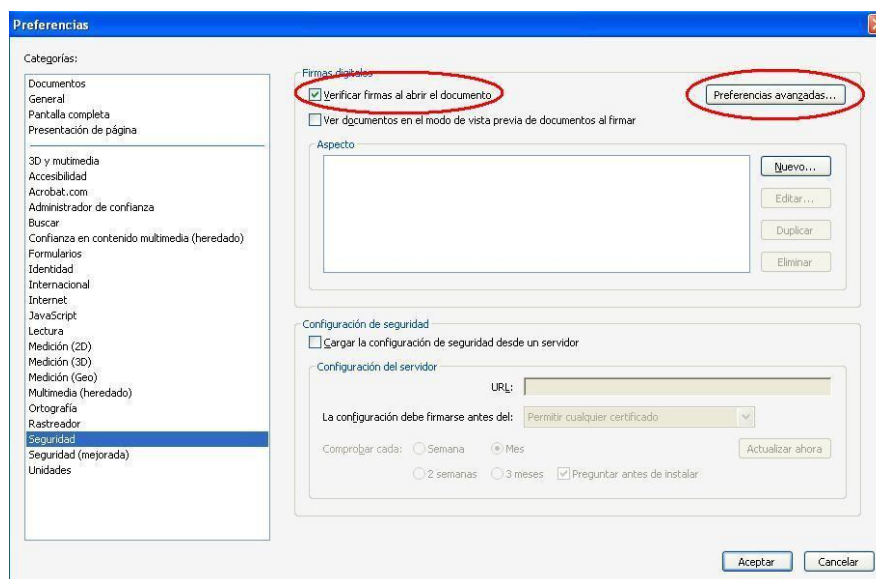 Preferencias
Categorías:
Documentos
General
Pantalla completa
Presentación de página
3D y mutimedia
Accesibilidad
Acrobat.com
Administrador de confianza
Buscar
Confianza en contenido multimedia (heredado)
Formularios
Identidad
Internacional
Internet
JavaScript
Lectura
Medición (2D)
Medición (3D)
Medición (Geo)
Multimedia (heredado)
Ortografía
Rastreador
Seguridad
Seguridad (mejorada)
Unidades
Firmas digitales
Verificar firmas al abrir el documento
Preferencias avanzadas...
Ver documentos en el modo de vista previa de documentos al firmar
Aspecto
Nuevo...
Editar...
Duplicar
Eliminar
Configuración de seguridad
Cargar la configuración de seguridad desde un servidor
Configuración del servidor
URL:
La configuración debe firmarse antes del: Permitir cualquier certificado
Comprobar cada: Semana Mes Actualizar ahora
2 semanas 3 meses Preguntar antes de instalar
Aceptar Cancelar